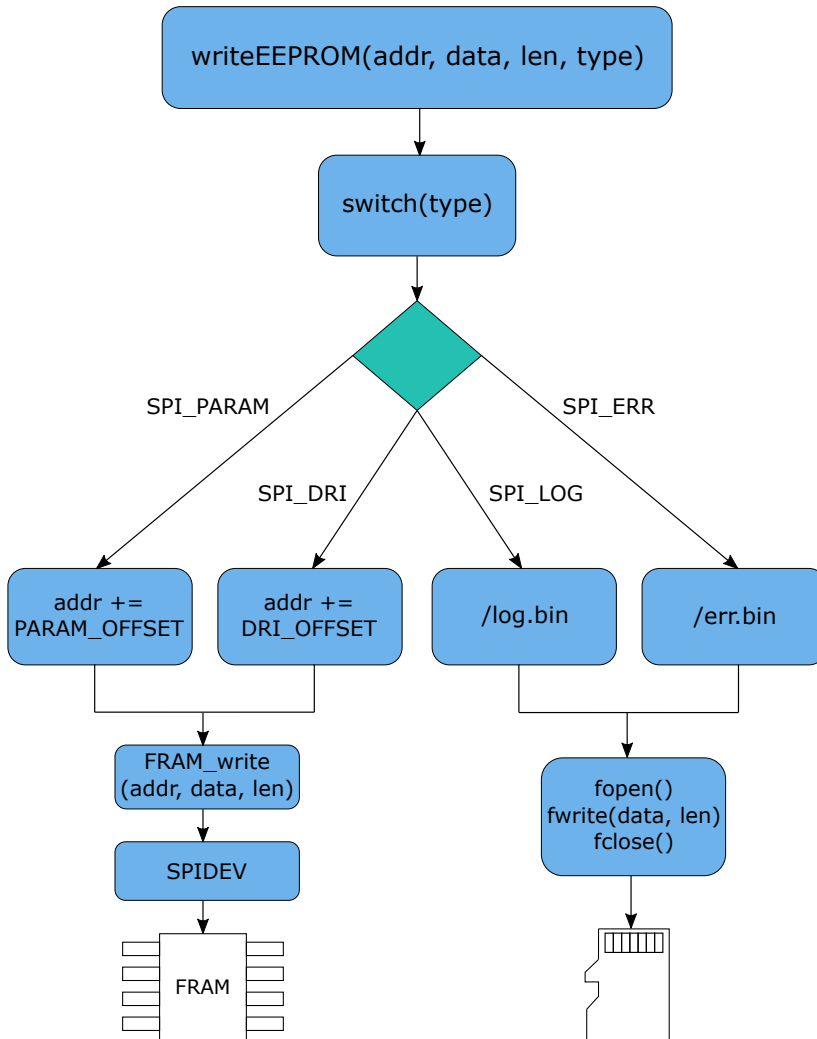 writeEEPROM(addr, data, len, type)
switch(type)
SPI_PARAM
SPI_ERR
SPI_DRI
SPI_LOG
addr +=
PARAM_OFFSET
addr +=
DRI_OFFSET
/log.bin
/err.bin
FRAM_write
(addr, data, len)
fopen()
fwrite(data, len)
fclose()
SPIDEV
FRAM